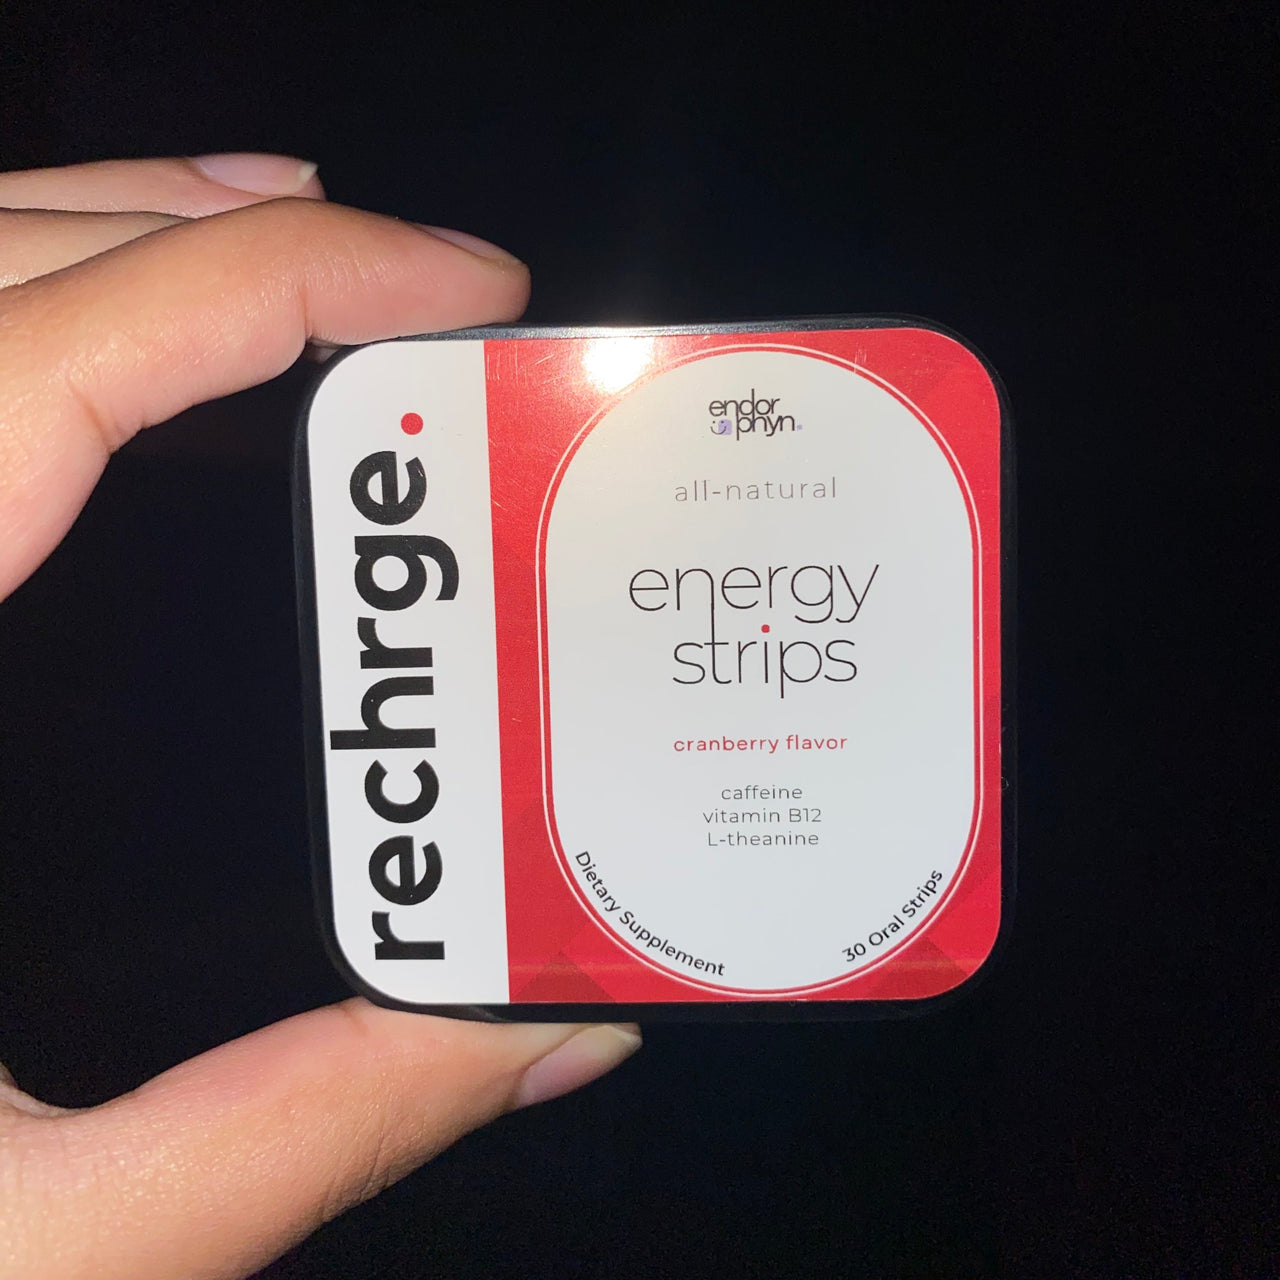 rechrge.
endor
phyn.
all-natural
energy
strips
cranberry flavor
caffeine
vitamin B12
L-theanine
Dietary Supplement
30 Oral Strips